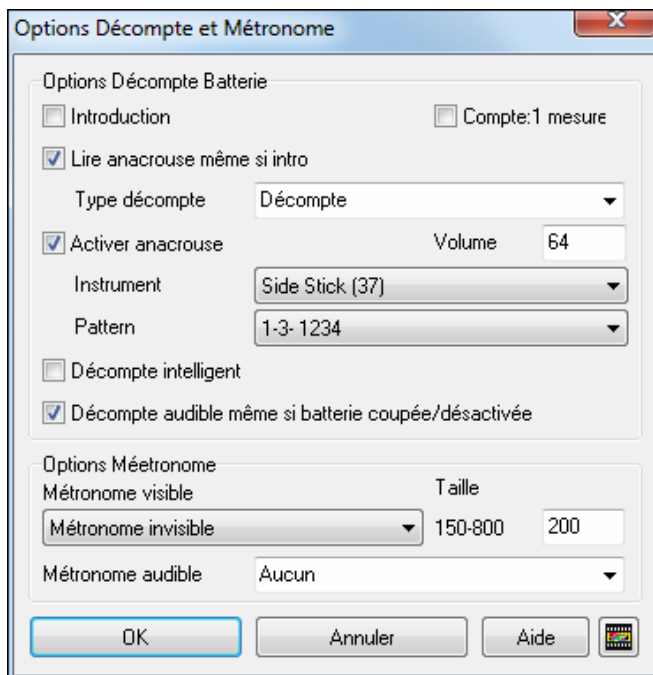 Options Décompte et Métronome
Options Décompte Batterie
Introduction Compte:1 mesure
Lire anacrouse même si intro
Type décompte Décompte
Activer anacrouse Volume 64
Instrument Side Stick (37)
Pattern 1-3- 1234
Décompte intelligent
Décompte audible même si batterie coupée/désactivée
Options Méetronome
Métronome visible Taille
Métronome invisible 150-800 200
Métronome audible Aucun
OK Annuler Aide